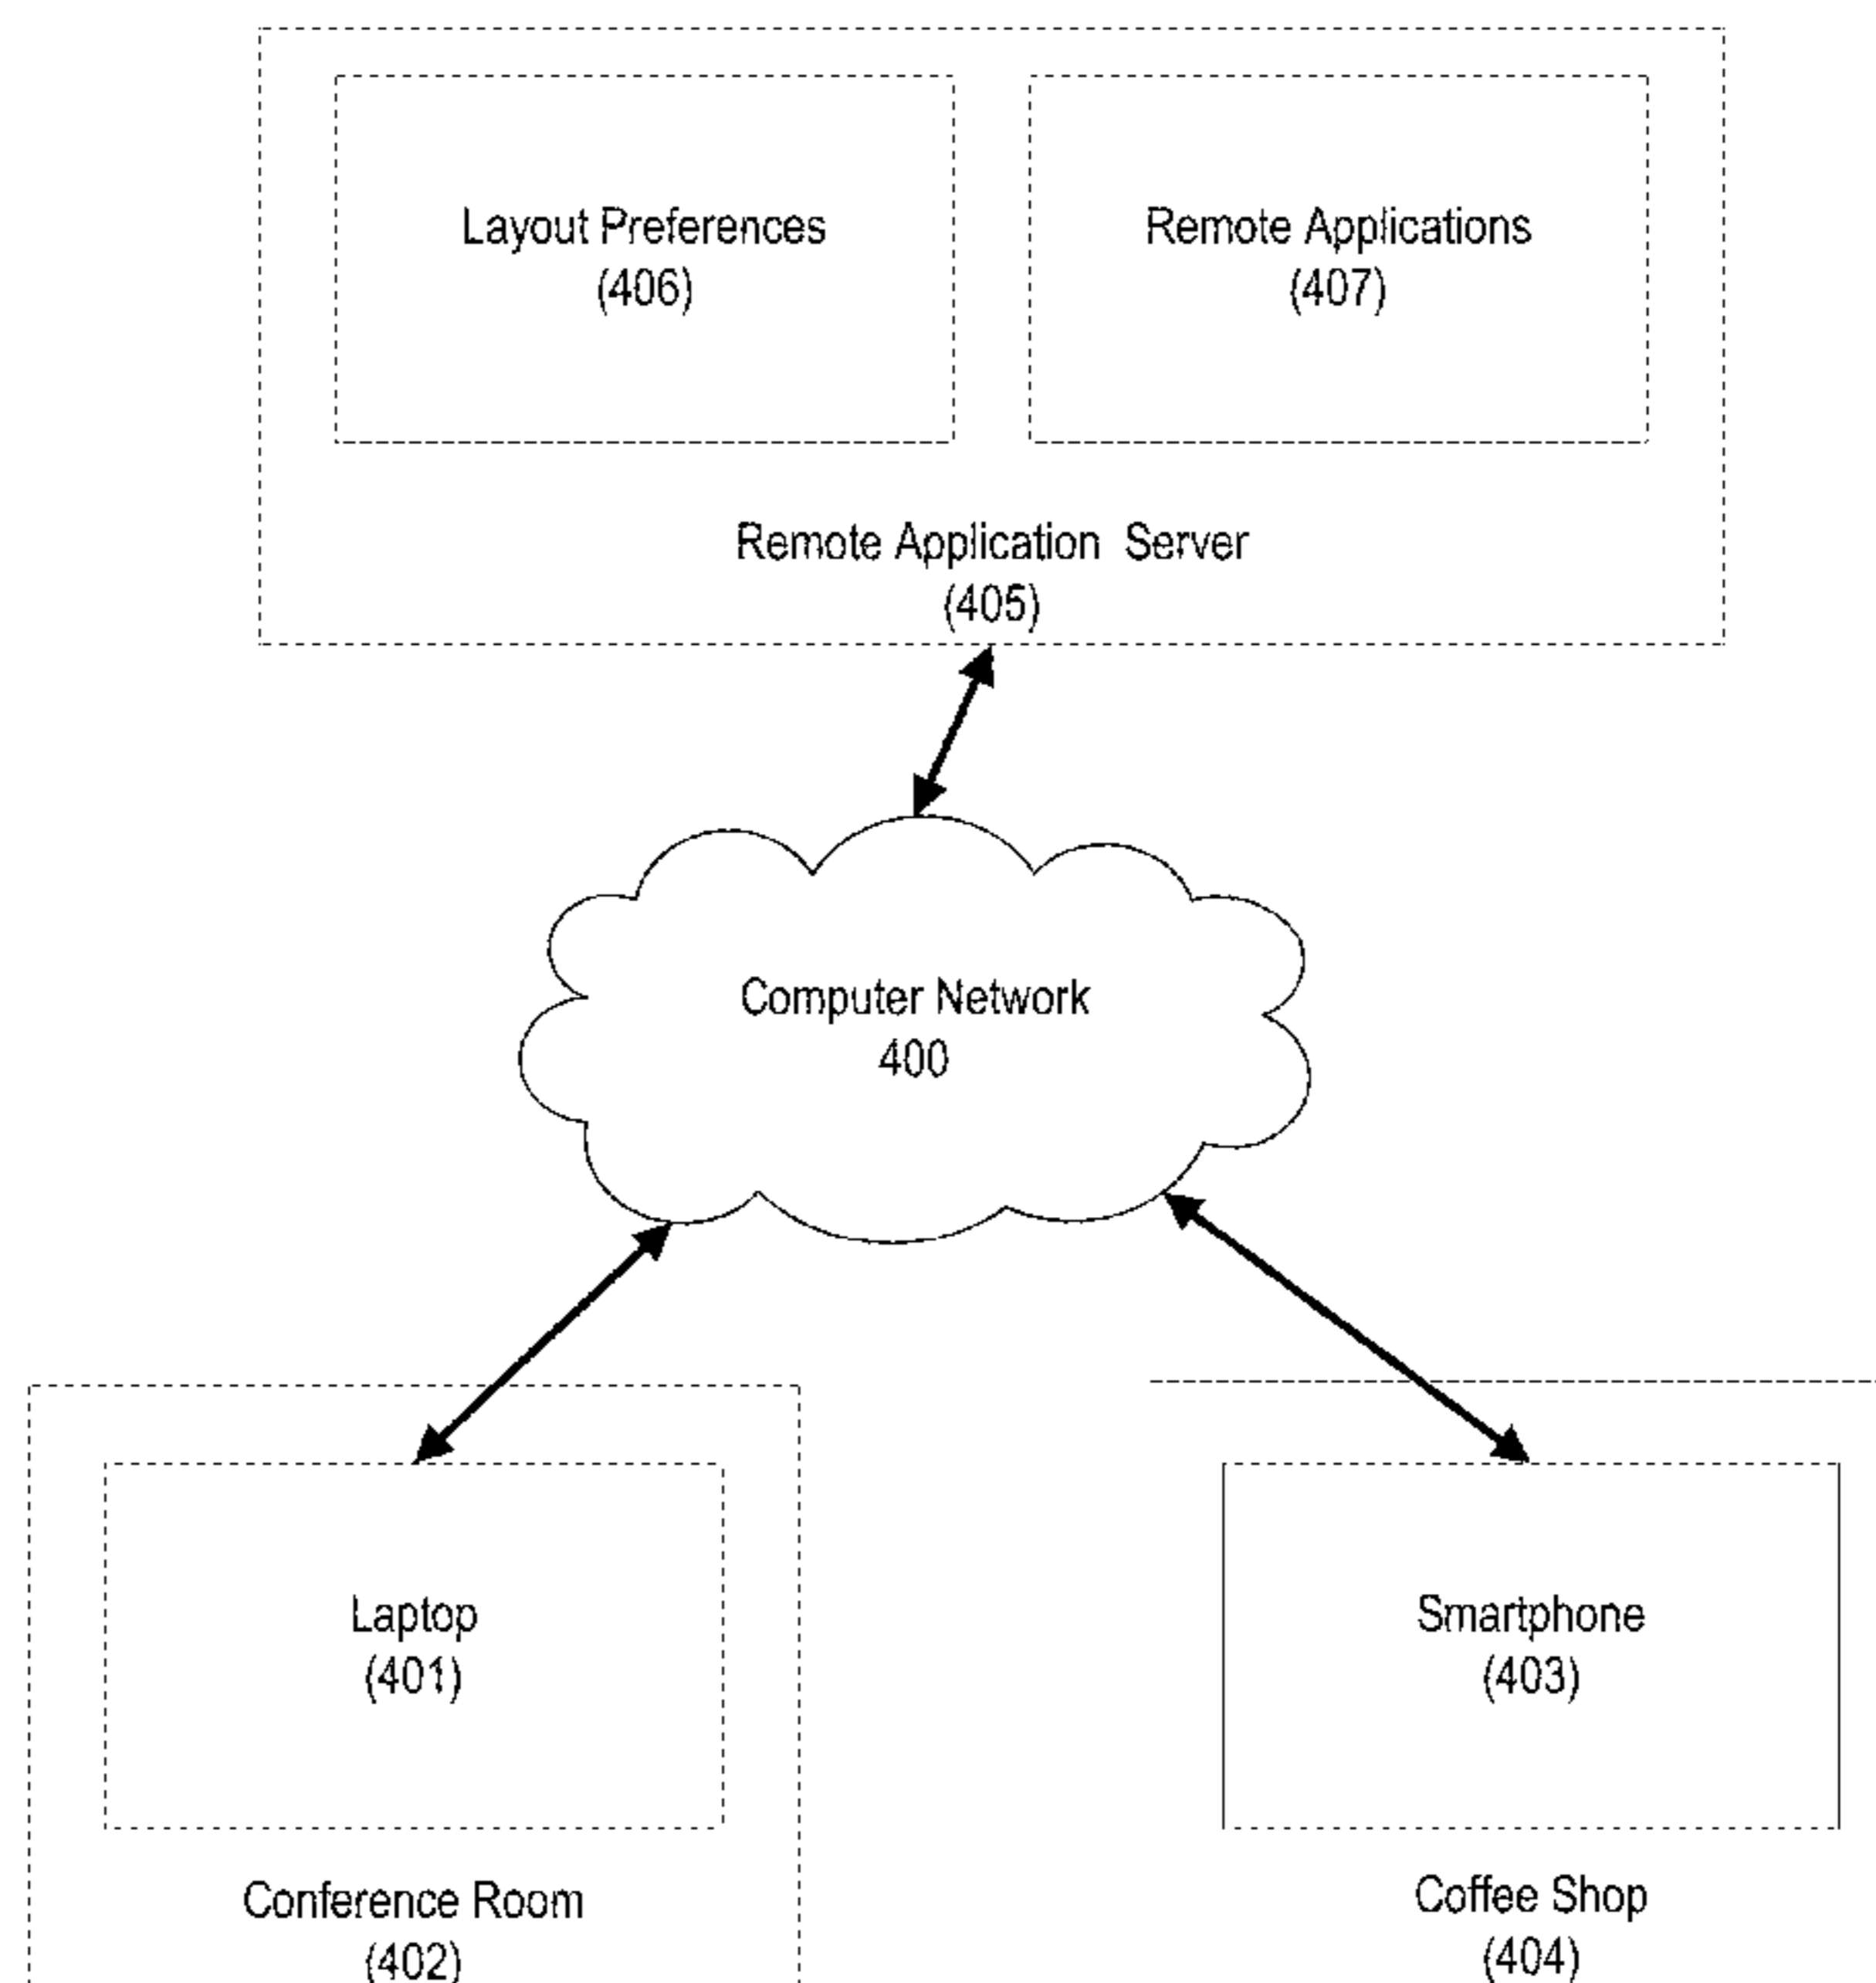 Layout Preferences
(406)
Remote Applications
(407)
Remote Application Server
(405)
Computer Network
400
Laptop
(401)
Smartphone
(403)
Conference Room
(402)
Coffee Shop
(404)